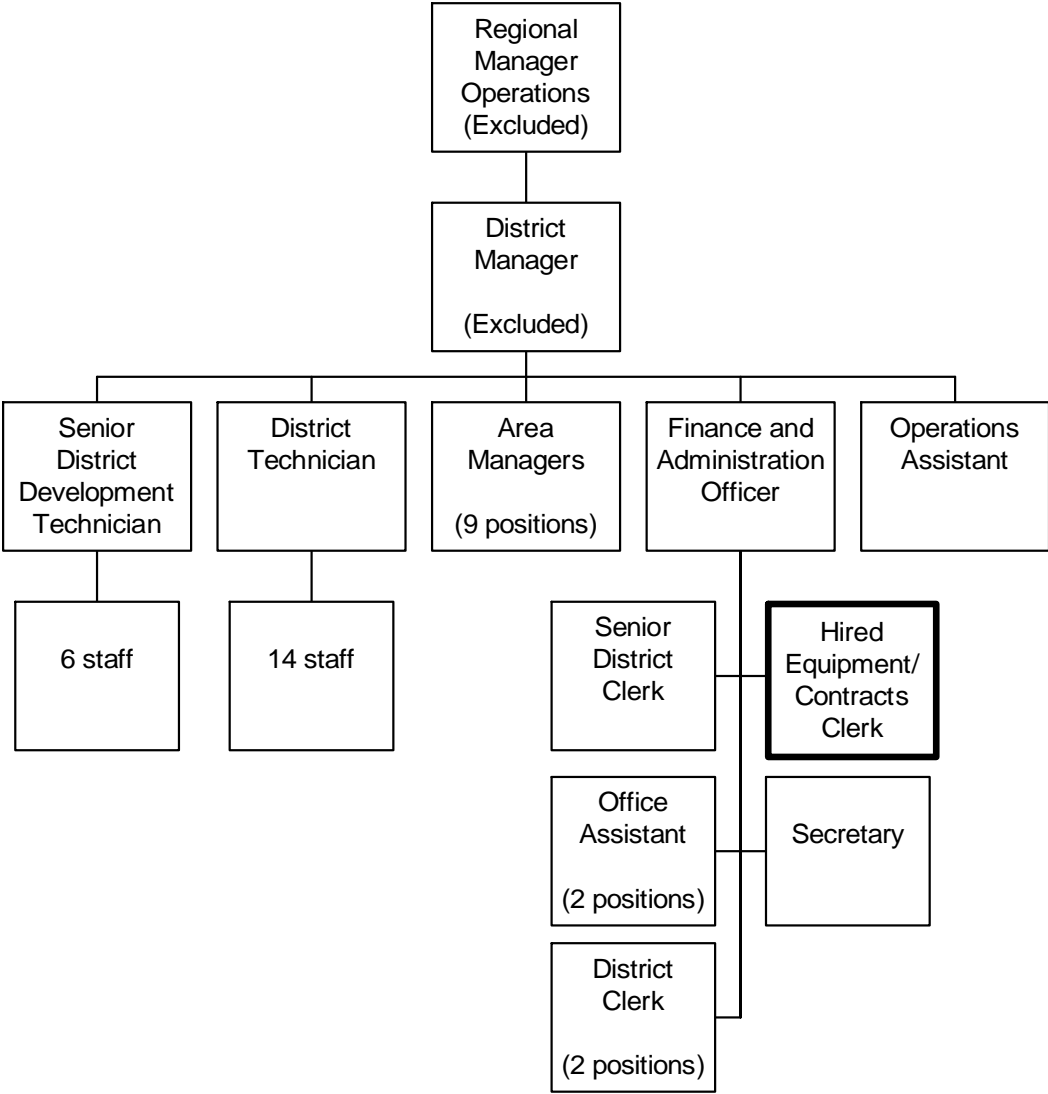 Regional
Manager
Operations
(Excluded)
District
Manager
(Excluded)
Senior
District
Development
Technician
District
Technician
Area
Managers
(9 positions)
Finance and
Administration
Officer
Operations
Assistant
6 staff
14 staff
Senior
District
Clerk
Hired
Equipment/
Contracts
Clerk
Office
Assistant
(2 positions)
Secretary
District
Clerk
(2 positions)